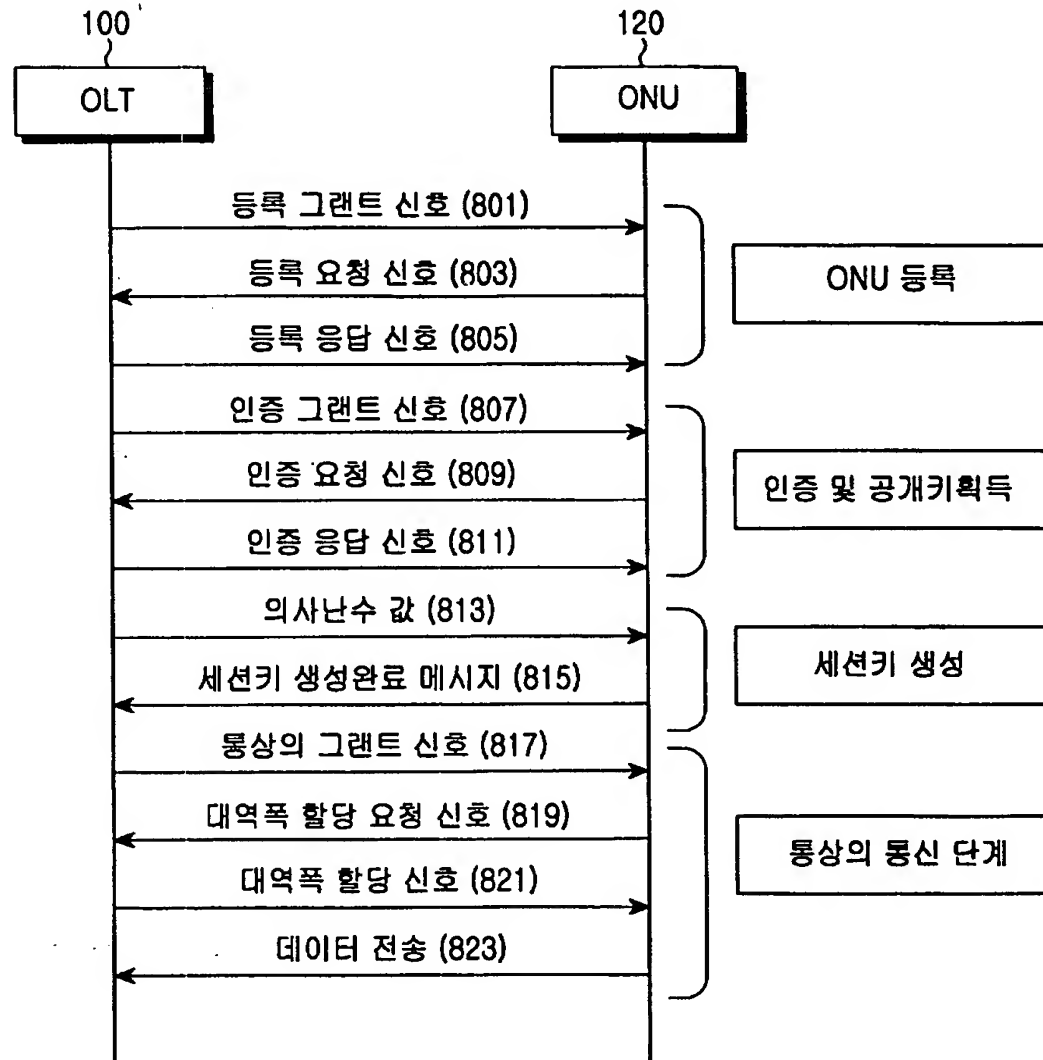 100
120
OLT
ONU
등록 그랜트 신호 (801)
등록 요청 신호 (803)
ONU 등록
등록 응답 신호 (805)
인증 그랜트 신호 (807)
인증 요청 신호 (809)
인증 및 공개키획득
인증 응답 신호 (811)
의사난수 값 (813)
세션키 생성
세션키 생성완료 메시지 (815)
통상의 그랜트 신호 (817)
대역폭 할당 요청 신호 (819)
통상의 통신 단계
대역폭 할당 신호 (821)
데이터 전송 (823)